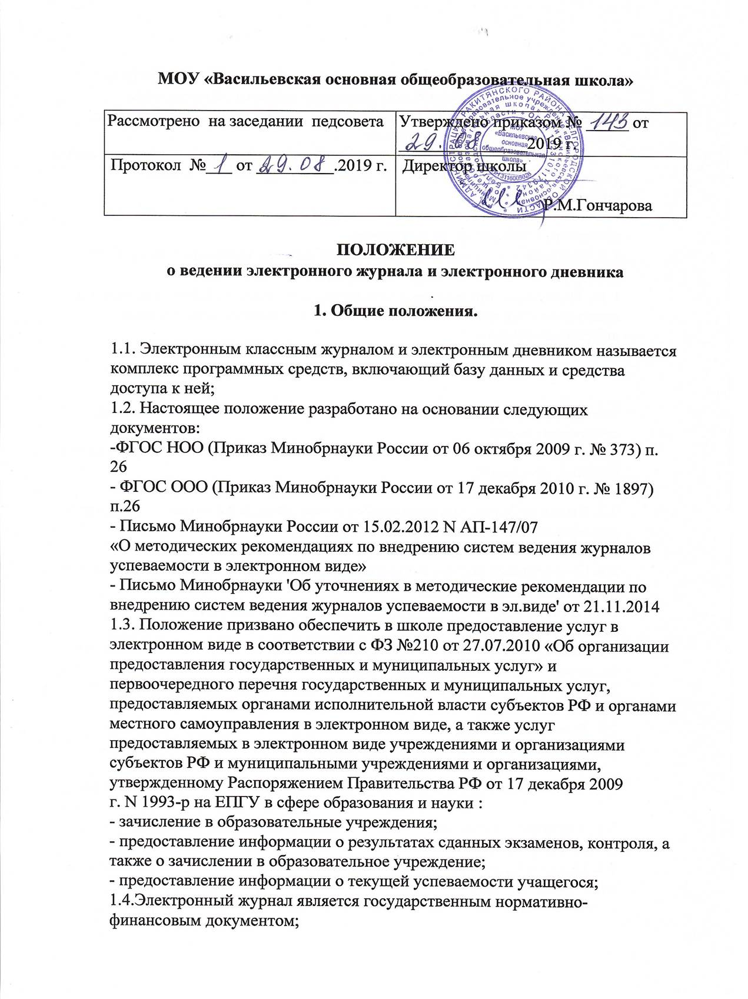 МОУ «Васильевская основная общеобразовательная школа»
Рассмотрено на заседании педсовета
Утверждено приказом № 143 от
29. 08 2019 г.
Протокол № 1 от 29.08.2019 г.
Директор школы
Р.М.Гончарова
МОУ
«Васильевская
основная
общеобразовательная
школа»
ПОЛОЖЕНИЕ
о ведении электронного журнала и электронного дневника
1. Общие положения.
1.1. Электронным классным журналом и электронным дневником называется
комплекс программных средств, включающий базу данных и средства
доступа к ней;
1.2. Настоящее положение разработано на основании следующих
документов:
-ФГОС НОО (Приказ Минобрнауки России от 06 октября 2009 г. № 373) п.
26
- ФГОС ООО (Приказ Минобрнауки России от 17 декабря 2010 г. № 1897)
п.26
- Письмо Минобрнауки России от 15.02.2012 N АП-147/07
«О методических рекомендациях по внедрению систем ведения журналов
успеваемости в электронном виде»
- Письмо Минобрнауки 'Об уточнениях в методические рекомендации по
внедрению систем ведения журналов успеваемости в эл.виде' от 21.11.2014
1.3. Положение призвано обеспечить в школе предоставление услуг в
электронном виде в соответствии с ФЗ №210 от 27.07.2010 «Об организации
предоставления государственных и муниципальных услуг» и
первоочередного перечня государственных и муниципальных услуг,
предоставляемых органами исполнительной власти субъектов РФ и органами
местного самоуправления в электронном виде, а также услуг
предоставляемых в электронном виде учреждениями и организациями
субъектов РФ и муниципальными учреждениями и организациями,
утвержденному Распоряжением Правительства РФ от 17 декабря 2009
г. N 1993-р на ЕПГУ в сфере образования и науки :
- зачисление в образовательные учреждения;
- предоставление информации о результатах сданных экзаменов, контроля, а
также о зачислении в образовательное учреждение;
- предоставление информации о текущей успеваемости учащегося;
1.4.Электронный журнал является государственным нормативно-
финансовым документом;